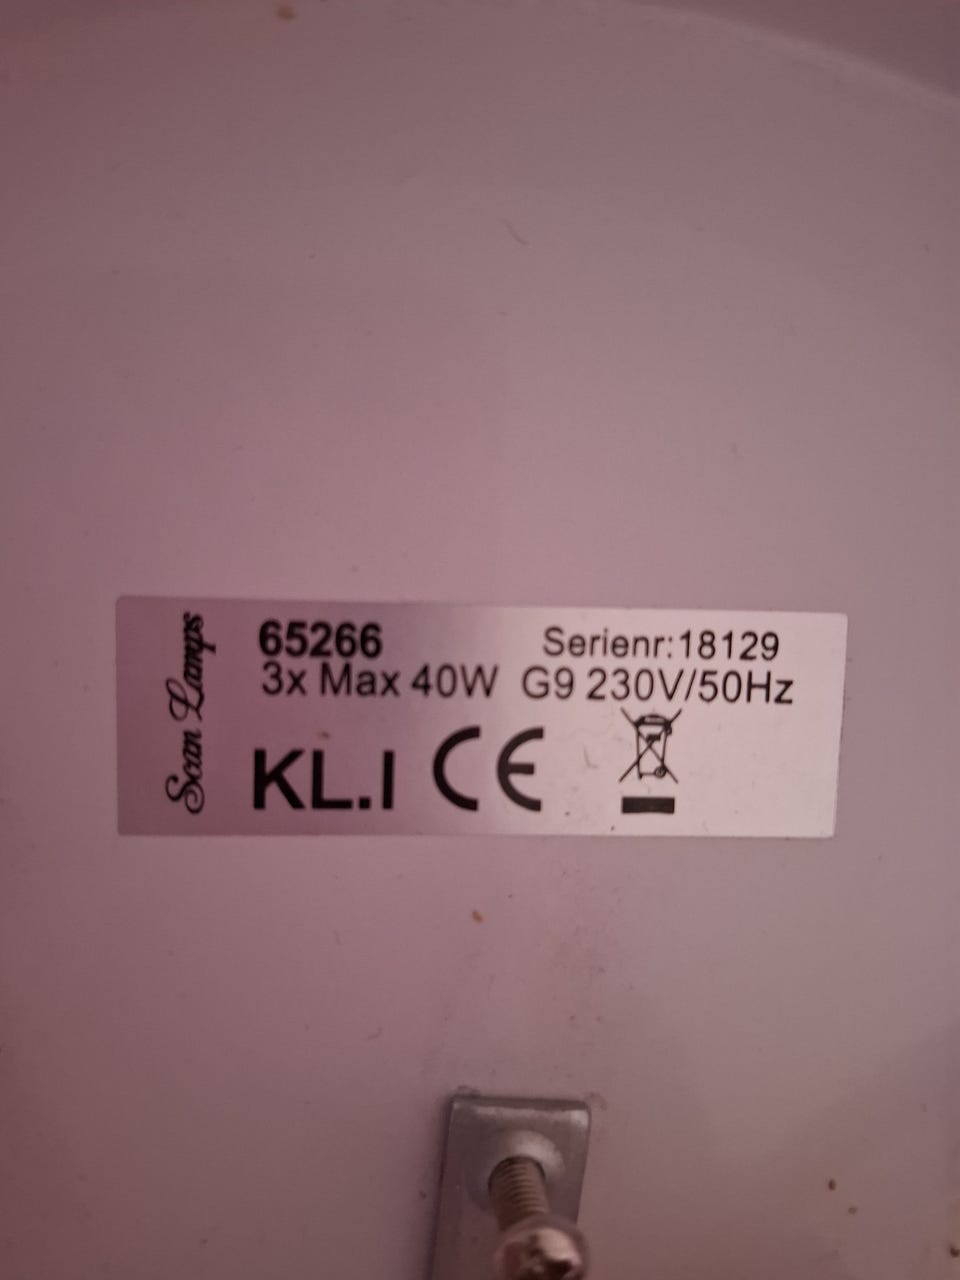 Scan Lamps
65266 Serienr:18129
3x Max 40W G9 230V/50Hz
KL.I CE